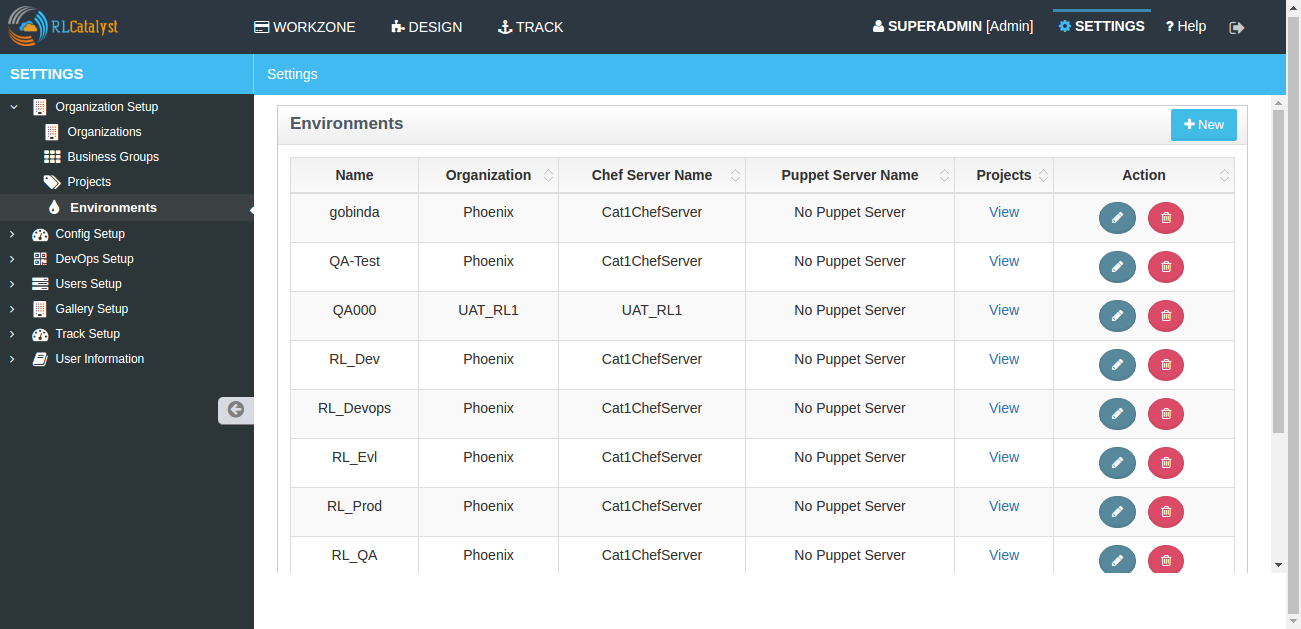 RLCatalyst WORKZONE DESIGN TRACK SUPERADMIN [Admin] SETTINGS ? Help
SETTINGS Settings
Organization Setup
Organizations
Business Groups
Projects
Environments
Config Setup
DevOps Setup
Users Setup
Gallery Setup
Track Setup
User Information
Environments + New
Name Organization Chef Server Name Puppet Server Name Projects Action
gobinda Phoenix Cat1ChefServer No Puppet Server View
QA-Test Phoenix Cat1ChefServer No Puppet Server View
QA000 UAT_RL1 UAT_RL1 No Puppet Server View
RL_Dev Phoenix Cat1ChefServer No Puppet Server View
RL_Devops Phoenix Cat1ChefServer No Puppet Server View
RL_Evl Phoenix Cat1ChefServer No Puppet Server View
RL_Prod Phoenix Cat1ChefServer No Puppet Server View
RL_QA Phoenix Cat1ChefServer No Puppet Server View